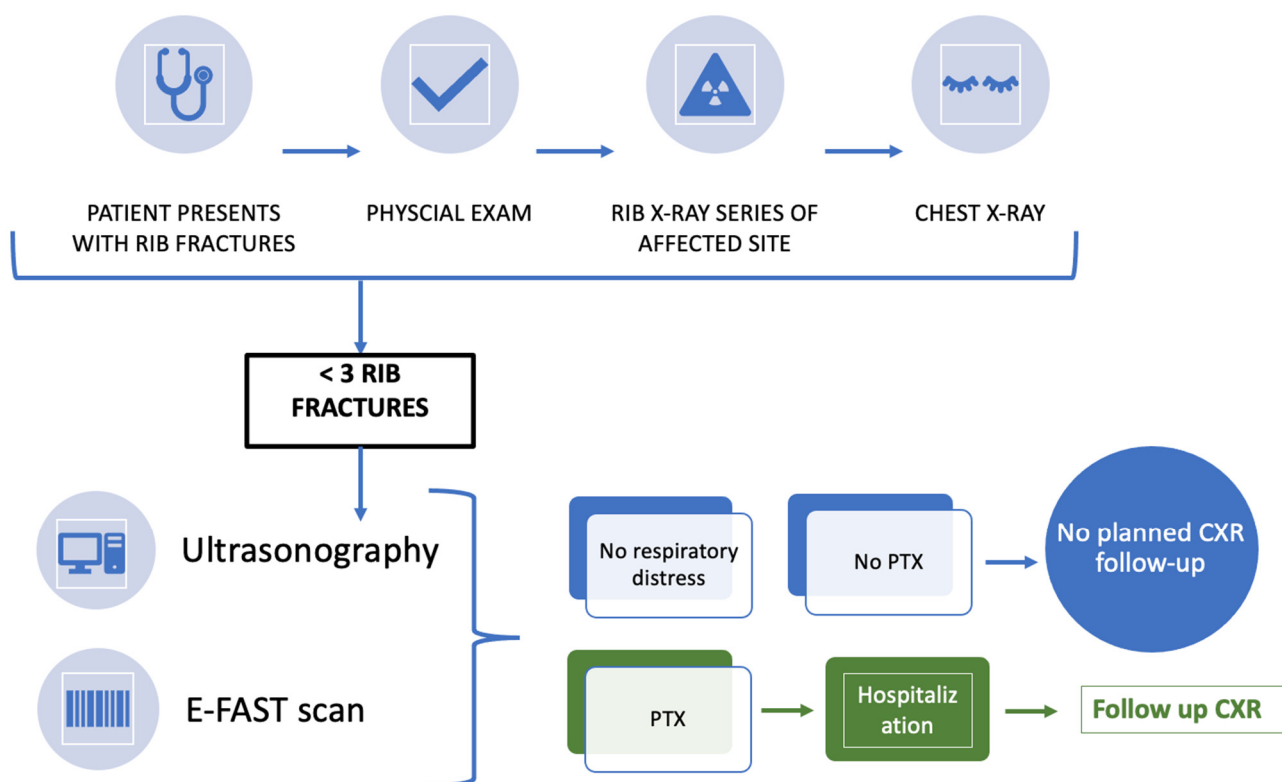 PATIENT PRESENTS
WITH RIB FRACTURES
PHYSCIAL EXAM
RIB X-RAY SERIES OF
AFFECTED SITE
CHEST X-RAY
< 3 RIB
FRACTURES
Ultrasonography
E-FAST scan
No respiratory
distress
No PTX
No planned CXR
follow-up
PTX
Hospitaliz
ation
Follow up CXR